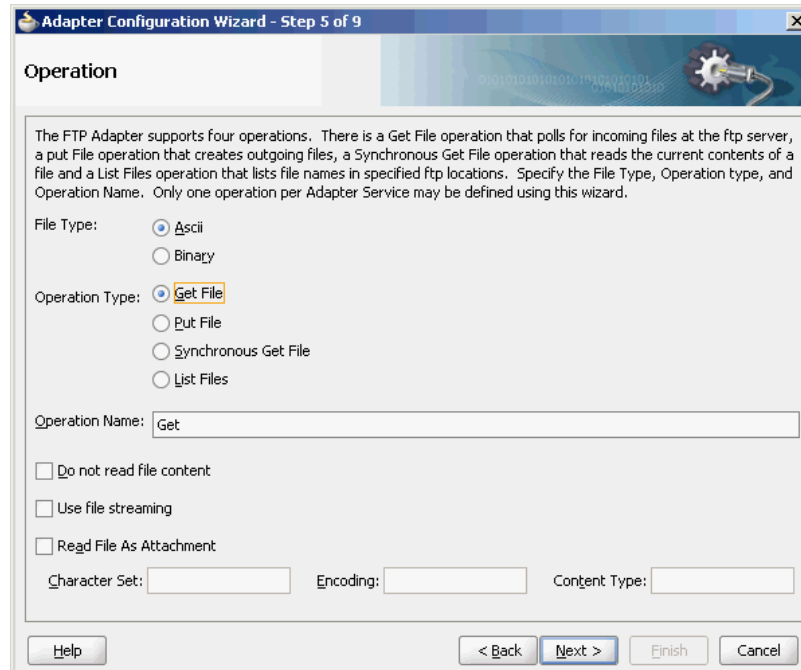 Adapter Configuration Wizard - Step 5 of 9
Operation
The FTP Adapter supports four operations. There is a Get File operation that polls for incoming files at the ftp server,
a put File operation that creates outgoing files, a Synchronous Get File operation that reads the current contents of a
file and a List Files operation that lists file names in specified ftp locations. Specify the File Type, Operation type, and
Operation Name. Only one operation per Adapter Service may be defined using this wizard.
File Type: Ascii
Binary
Operation Type: Get File
Put File
Synchronous Get File
List Files
Operation Name: Get
Do not read file content
Use file streaming
Read File As Attachment
Character Set: Encoding: Content Type:
Help < Back Next > Finish Cancel